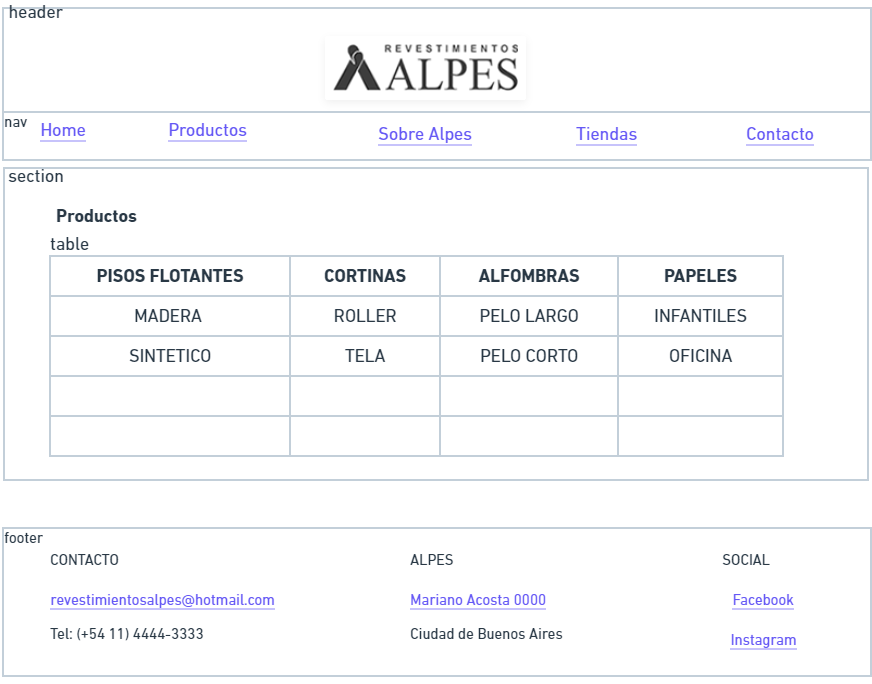 header
REVESTIMIENTOS
ALPES
nav
Home Productos Sobre Alpes Tiendas Contacto
section
Productos
table
PISOS FLOTANTES CORTINAS ALFOMBRAS PAPELES
MADERA ROLLER PELO LARGO INFANTILES
SINTETICO TELA PELO CORTO OFICINA
footer
CONTACTO ALPES SOCIAL
revestimientosalpes@hotmail.com Mariano Acosta 0000 Facebook
Tel: (+54 11) 4444-3333 Ciudad de Buenos Aires Instagram